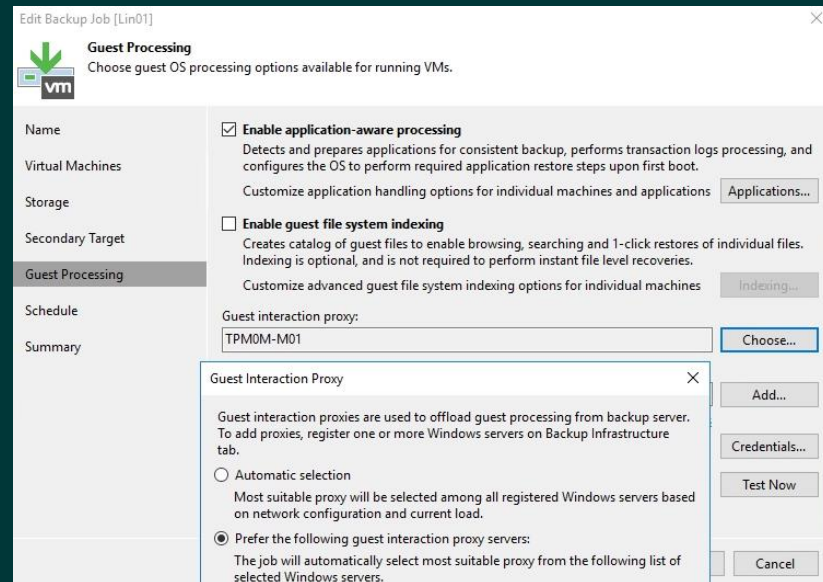 Edit Backup Job [Lin01]
Guest Processing
Choose guest OS processing options available for running VMs.
vm
Name
Virtual Machines
Storage
Secondary Target
Guest Processing
Schedule
Summary
Enable application-aware processing
Detects and prepares applications for consistent backup, performs transaction logs processing, and
configures the OS to perform required application restore steps upon first boot.
Customize application handling options for individual machines and applications Applications...
Enable guest file system indexing
Creates catalog of guest files to enable browsing, searching and 1-click restores of individual files.
Indexing is optional, and is not required to perform instant file level recoveries.
Customize advanced guest file system indexing options for individual machines Indexing...
Guest interaction proxy:
TPM0M-M01 Choose...
Add...
Credentials...
Test Now
Cancel
Guest Interaction Proxy
Guest interaction proxies are used to offload guest processing from backup server.
To add proxies, register one or more Windows servers on Backup Infrastructure
tab.
Automatic selection
Most suitable proxy will be selected among all registered Windows servers based
on network configuration and current load.
Prefer the following guest interaction proxy servers:
The job will automatically select most suitable proxy from the following list of
selected Windows servers.